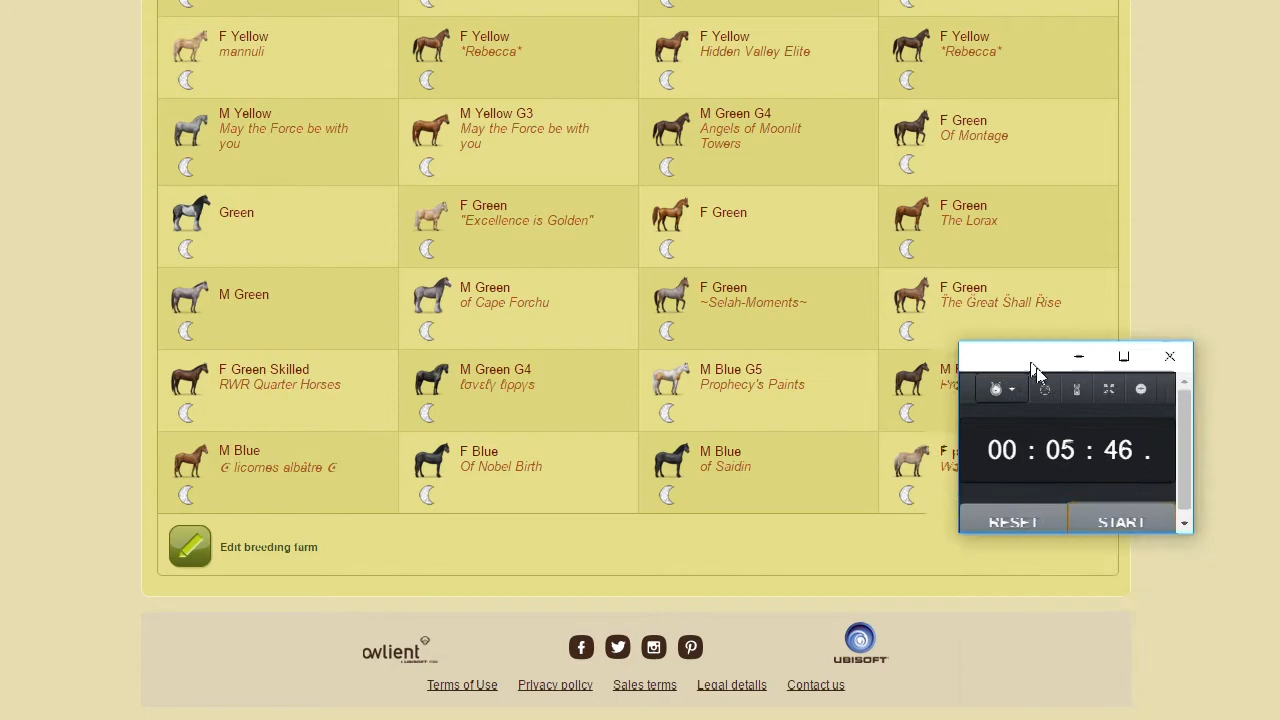 F Yellow
mannuli
F Yellow
*Rebecca*
F Yellow
Hidden Valley Elite
F Yellow
*Rebecca*
M Yellow
May the Force be with
you
M Yellow G3
May the Force be with
you
M Green G4
Angels of Moonlit
Towers
F Green
Of Montage
Green
F Green
"Excellence is Golden"
F Green
F Green
The Lorax
M Green
M Green
of Cape Forchu
F Green
~Selah-Moments~
F Green
F Green Skilled
RWR Quarter Horses
M Green G4
M Blue G5
Prophecy's Paints
M Blue
F Blue
Of Nobel Birth
M Blue
of Saidin
00 : 05 : 46 .
RESET
START
Edit breeding farm
owlient
UBISOFT
Terms of Use
Privacy policy
Sales terms
Legal details
Contact us